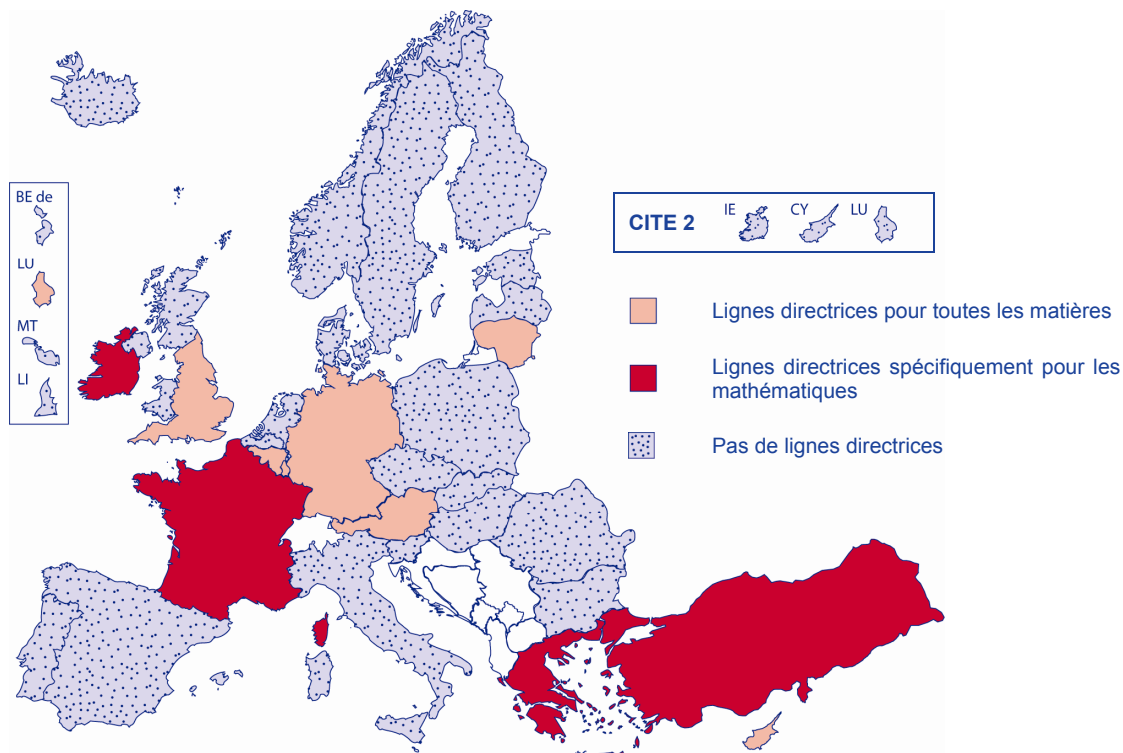 BE de
LU
MT
LI
CITE 2
IE
CY
LU
Lignes directrices pour toutes les matières
Lignes directrices spécifiquement pour les
mathématiques
Pas de lignes directrices